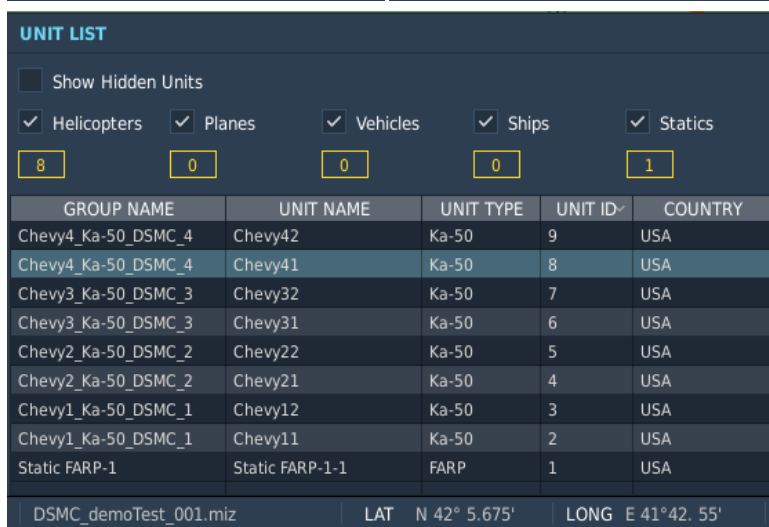 UNIT LIST
Show Hidden Units
Helicopters Planes Vehicles Ships Statics
8 0 0 0 1
GROUP NAME UNIT NAME UNIT TYPE UNIT ID COUNTRY
Chevy4_Ka-50_DSMC_4 Chevy42 Ka-50 9 USA
Chevy4_Ka-50_DSMC_4 Chevy41 Ka-50 8 USA
Chevy3_Ka-50_DSMC_3 Chevy32 Ka-50 7 USA
Chevy3_Ka-50_DSMC_3 Chevy31 Ka-50 6 USA
Chevy2_Ka-50_DSMC_2 Chevy22 Ka-50 5 USA
Chevy2_Ka-50_DSMC_2 Chevy21 Ka-50 4 USA
Chevy1_Ka-50_DSMC_1 Chevy12 Ka-50 3 USA
Chevy1_Ka-50_DSMC_1 Chevy11 Ka-50 2 USA
Static FARP-1 Static FARP-1-1 FARP 1 USA
DSMC_demoTest_001.miz LAT N 42° 5.675' LONG E 41°42. 55'